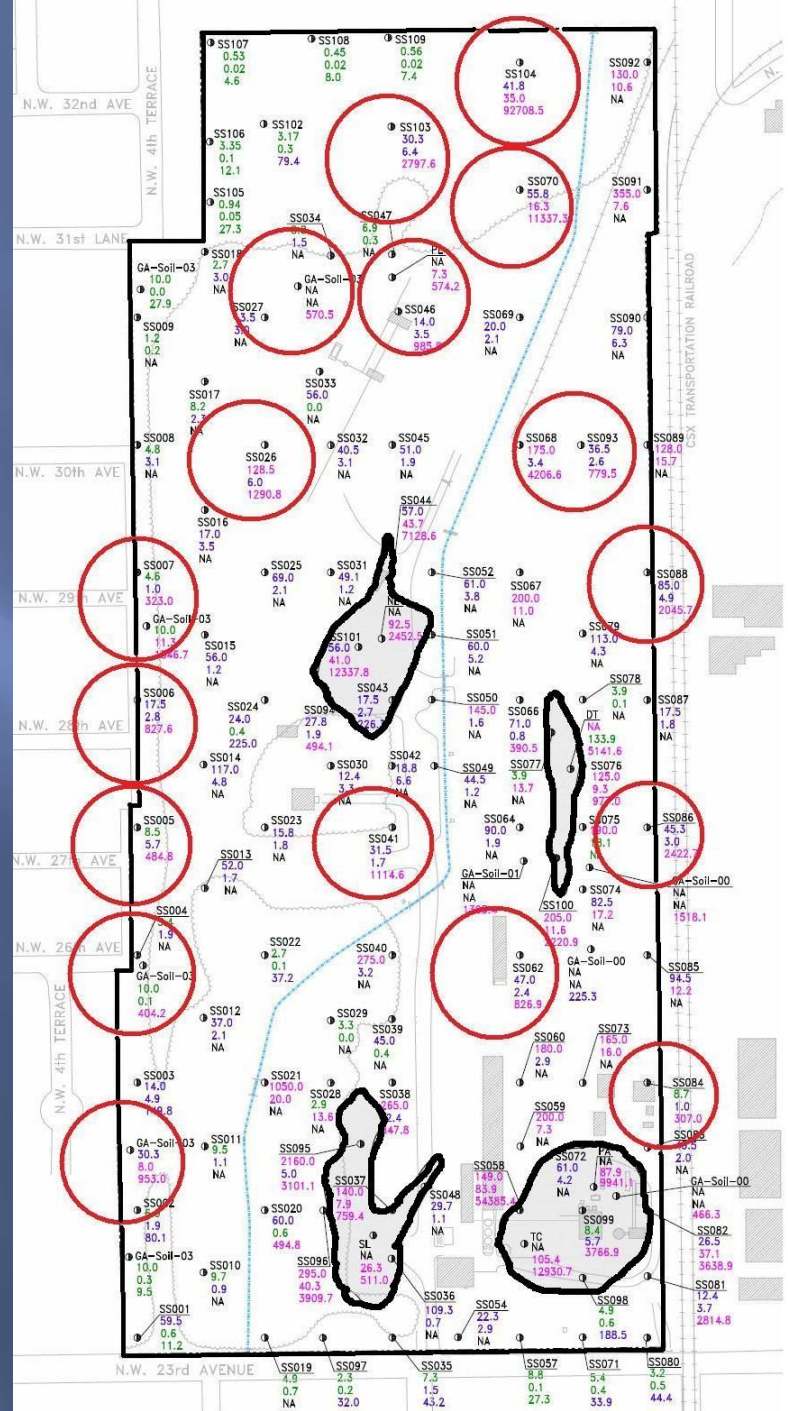 SS107
0.53
0.02
4.6
SS108
0.45
0.02
8.0
SS109
0.56
0.02
7.4
SS104
41.8
35.0
92708.5
SS092
130.0
10.6
NA
N.W. 32nd AVE
N.W. 4th TERRACE
SS106
3.35
0.1
12.1
SS102
3.17
0.3
79.4
SS103
30.3
6.4
2797.6
SS105
0.94
0.05
27.3
SS070
55.8
16.3
11337.3
SS091
355.0
7.6
NA
N.W. 31st LANE
SS034
1.5
NA
SS047
6.9
0.3
NA
SS018
2.7
3.0
NA
GA-Soil-03
10.0
0.0
27.9
GA-Soil-03
NA
NA
570.5
NA
7.3
574.2
SS009
1.2
0.2
NA
SS027
NA
SS046
14.0
3.5
SS069
20.0
2.1
NA
SS090
79.0
6.3
NA
CSX TRANSPORTATION RAILROAD
SS017
8.2
NA
SS033
56.0
0.0
NA
SS008
4.8
3.1
NA
SS026
128.5
6.0
1290.8
SS032
40.5
3.1
NA
SS045
51.0
1.9
NA
SS068
175.0
3.4
4206.6
SS093
36.5
2.6
779.5
SS089
128.0
15.7
NA
N.W. 30th AVE
SS016
17.0
3.5
NA
SS044
57.0
43.7
7128.6
SS007
4.6
1.0
323.0
SS025
69.0
2.1
NA
SS031
49.1
1.2
NA
SS052
61.0
3.8
NA
SS067
200.0
11.0
NA
SS088
85.0
4.9
2045.7
N.W. 29th AVE
GA-Soil-03
10.0
SS015
56.0
1.2
NA
NA
92.5
2452.5
SS101
56.0
41.0
12337.8
SS051
60.0
5.2
NA
SS079
113.0
4.3
NA
SS006
17.5
2.8
827.6
SS024
24.0
0.4
225.0
SS094
27.8
1.9
494.1
SS043
17.5
2.7
SS050
145.0
1.6
NA
SS066
71.0
0.8
390.5
SS078
3.9
0.1
NA
SS087
17.5
1.8
NA
N.W. 28th AVE
DT
NA
133.9
5141.6
SS014
117.0
4.8
NA
SS030
12.4
NA
SS042
18.8
6.6
NA
SS049
44.5
1.2
NA
SS077
3.9
13.7
NA
SS076
125.0
9.3
SS005
8.5
5.7
484.8
SS023
15.8
1.8
NA
SS041
31.5
1.7
1114.6
SS064
90.0
1.9
NA
SS075
SS086
45.3
3.0
N.W. 27th AVE
SS013
52.0
1.7
NA
GA-Soil-01
NA
NA
SS074
82.5
17.2
NA
GA-Soil-00
NA
NA
1518.1
SS100
205.0
11.6
SS004
1.9
NA
N.W. 26th AVE
GA-Soil-03
10.0
0.1
404.2
SS022
2.7
0.1
37.2
SS040
275.0
3.2
NA
SS062
47.0
2.4
826.9
GA-Soil-00
NA
NA
225.3
SS085
94.5
12.2
NA
N.W. 4th TERRACE
SS012
37.0
2.1
NA
SS029
3.3
0.0
NA
SS039
45.0
0.4
NA
SS003
14.0
4.9
SS021
1050.0
20.0
NA
SS028
2.9
13.6
NA
SS038
265.0
SS060
180.0
2.9
NA
SS073
165.0
16.0
NA
SS084
8.7
1.0
307.0
GA-Soil-03
30.3
8.0
953.0
SS011
9.5
1.1
NA
SS095
2160.0
5.0
3101.1
SS059
200.0
7.3
NA
2.0
NA
SS037
140.0
7.9
759.4
SS048
29.7
1.1
NA
SS058
149.0
83.9
54385.4
SS072
61.0
4.2
NA
PA
NA
87.9
9941.1
GA-Soil-00
NA
NA
466.3
SS002
1.9
80.1
SS020
60.0
0.6
494.8
SS099
8.4
5.7
3766.9
SS082
26.5
37.1
3638.9
GA-Soil-03
10.0
0.3
9.5
SS010
9.7
0.9
NA
SS096
295.0
40.3
3909.7
SL
NA
26.3
511.0
TC
NA
105.4
12930.7
SS036
109.3
0.7
NA
SS081
12.4
3.7
2814.8
SS001
59.5
0.6
11.2
SS054
22.3
2.9
NA
SS098
4.9
0.6
188.5
N.W. 23rd AVENUE
SS019
4.9
0.7
NA
SS097
2.3
0.2
32.0
SS035
7.3
1.5
43.2
SS057
8.8
0.1
27.3
SS071
5.4
0.4
33.9
SS080
3.2
0.5
44.4